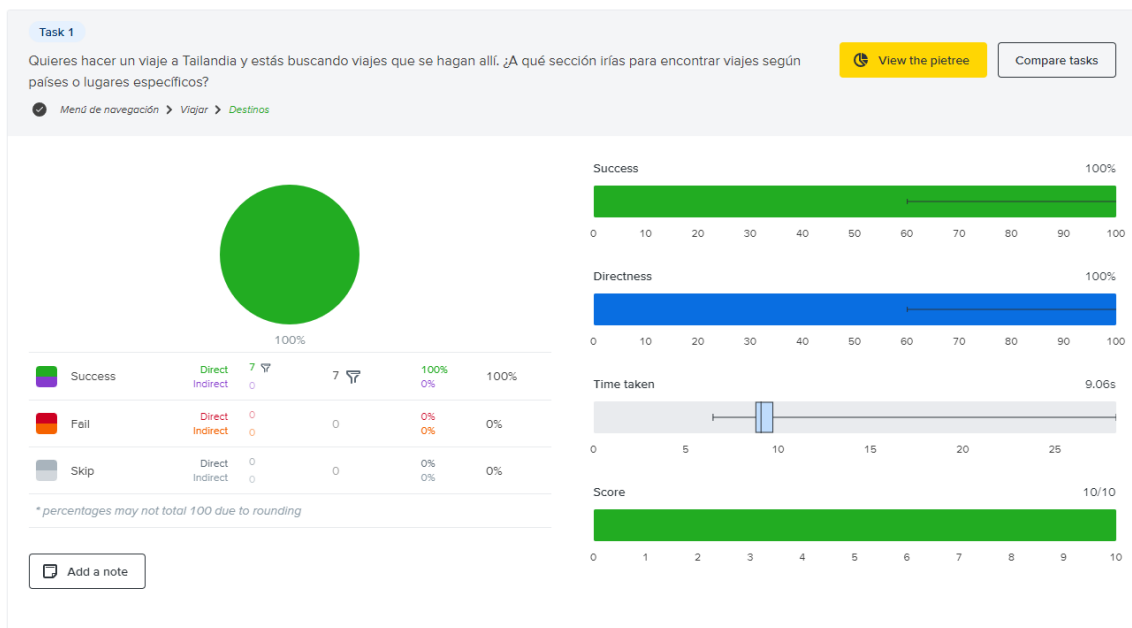 Task 1
Quieres hacer un viaje a Tailandia y estás buscando viajes que se hagan allí. ¿A qué sección irías para encontrar viajes según
países o lugares específicos?
Menú de navegación > Viajar > Destinos
View the pietree
Compare tasks
100%
Success Direct 7 7 100% 100%
Indirect 0 0%
Fail Direct 0 0 0% 0%
Indirect 0 0%
Skip Direct 0 0 0% 0%
Indirect 0 0%
* percentages may not total 100 due to rounding
Add a note
Success 100%
0 10 20 30 40 50 60 70 80 90 100
Directness 100%
0 10 20 30 40 50 60 70 80 90 100
Time taken 9.06s
0 5 10 15 20 25
Score 10/10
0 1 2 3 4 5 6 7 8 9 10